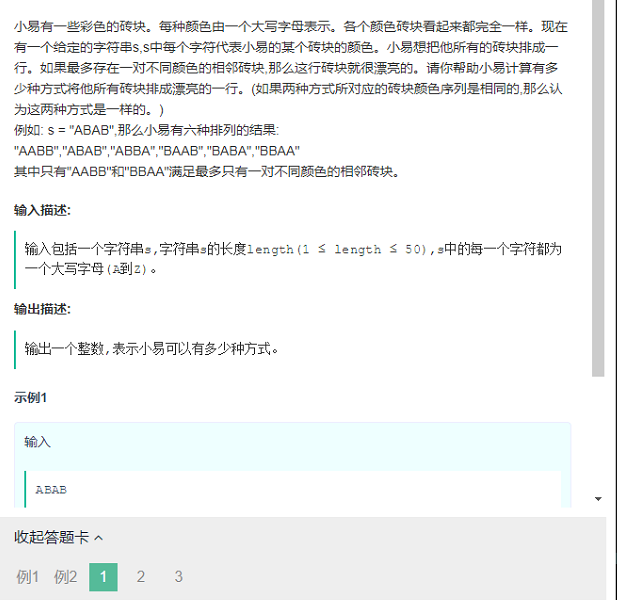 小易有一些彩色的砖块。每种颜色由一个大写字母表示。各个颜色砖块看起来都完全一样。现在
有一个给定的字符串s,s中每个字符代表小易的某个砖块的颜色。小易想把他所有的砖块排成一
行。如果最多存在一对不同颜色的相邻砖块,那么这行砖块就很漂亮的。请你帮助小易计算有多
少种方式将他所有砖块排成漂亮的一行。(如果两种方式所对应的砖块颜色序列是相同的,那么认
为这两种方式是一样的。)
例如: s = "ABAB",那么小易有六种排列的结果:
"AABB","ABAB","ABBA","BAAB","BABA","BBAA"
其中只有"AABB"和"BBAA"满足最多只有一对不同颜色的相邻砖块。
输入描述:
输入包括一个字符串s,字符串s的长度length(1 ≤ length ≤ 50),s中的每一个字符都为
一个大写字母(A到Z)。
输出描述:
输出一个整数,表示小易可以有多少种方式。
示例1
输入
ABAB
收起答题卡
例1 例2 1 2 3